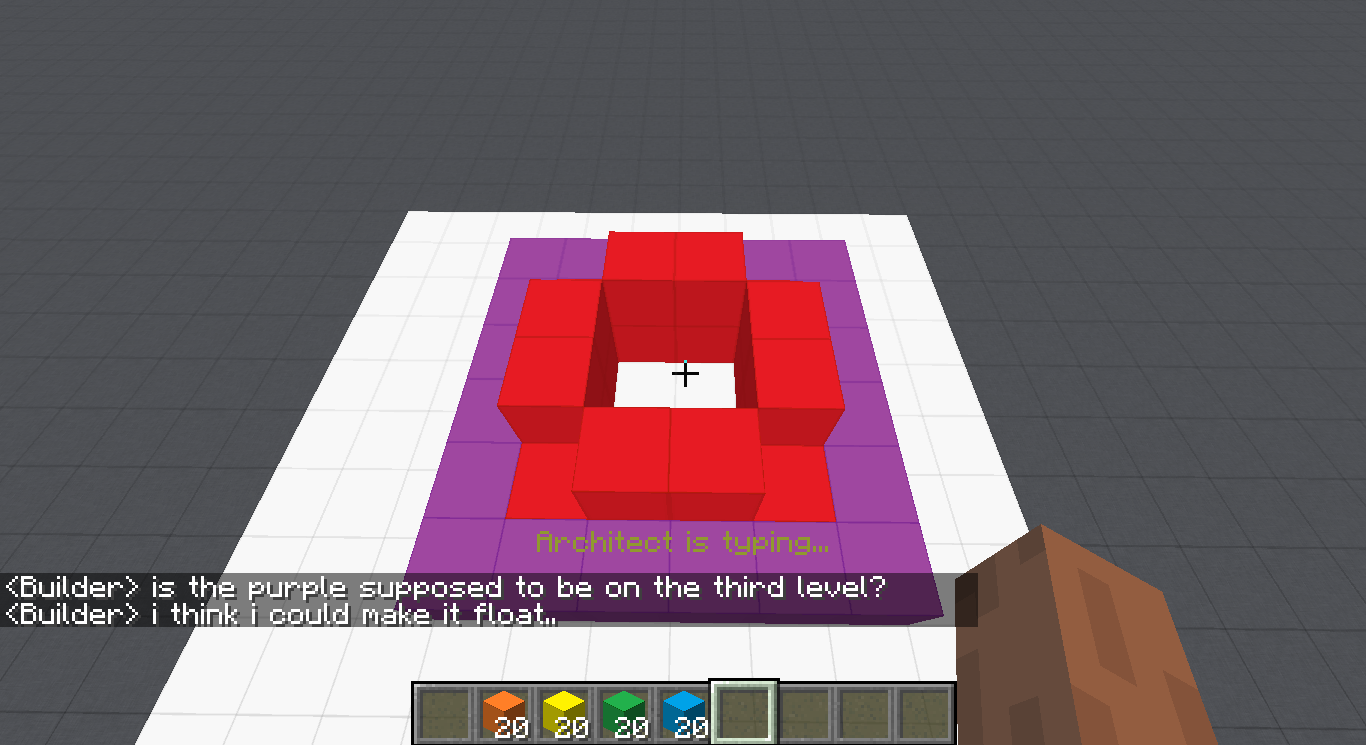 Architect is typing...
<Builder> is the purple supposed to be on the third level?
<Builder> i think i could make it float..
20 20 20 20